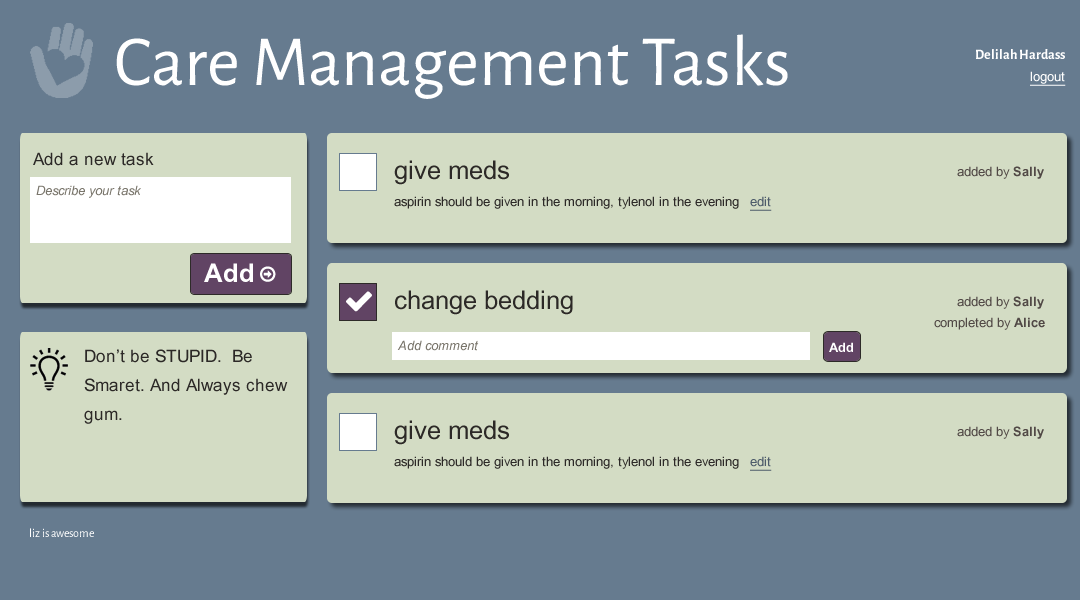 Care Management Tasks
Delilah Hardass
logout
Add a new task
Describe your task
Add
Don't be STUPID.  Be
Smaret. And Always chew
gum.
give meds
added by Sally
aspirin should be given in the morning, tylenol in the evening edit
change bedding
added by Sally
completed by Alice
Add comment
Add
give meds
added by Sally
aspirin should be given in the morning, tylenol in the evening edit
liz is awesome